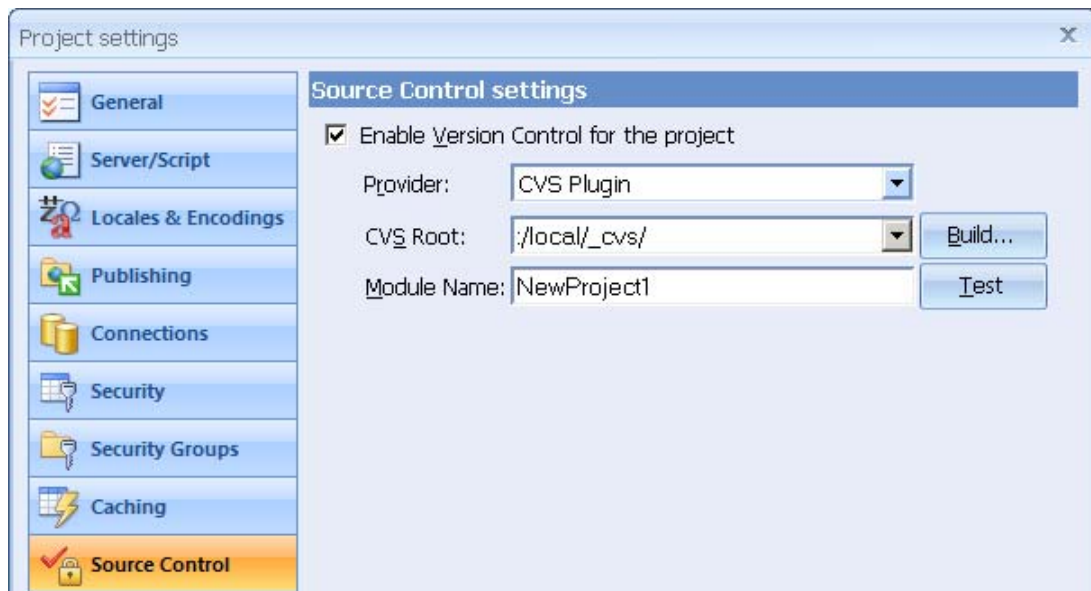 Project settings
General
Server/Script
Locales & Encodings
Publishing
Connections
Security
Security Groups
Caching
Source Control
Source Control settings
Enable Version Control for the project
Provider: CVS Plugin
CVS Root: :/local/_cvs/ Build...
Module Name: NewProject1 Test